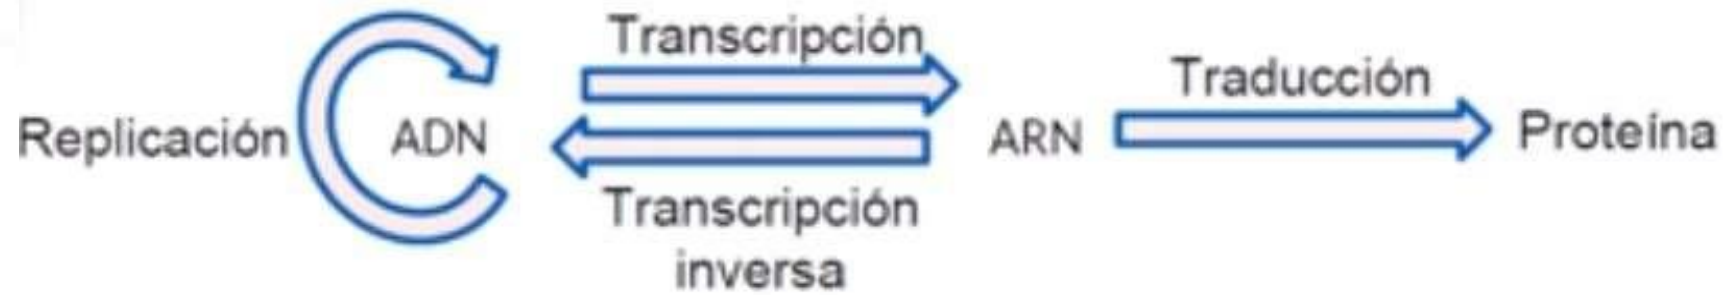 Transcripción
Traducción
Replicación ADN ARN Proteína
Transcripción
inversa